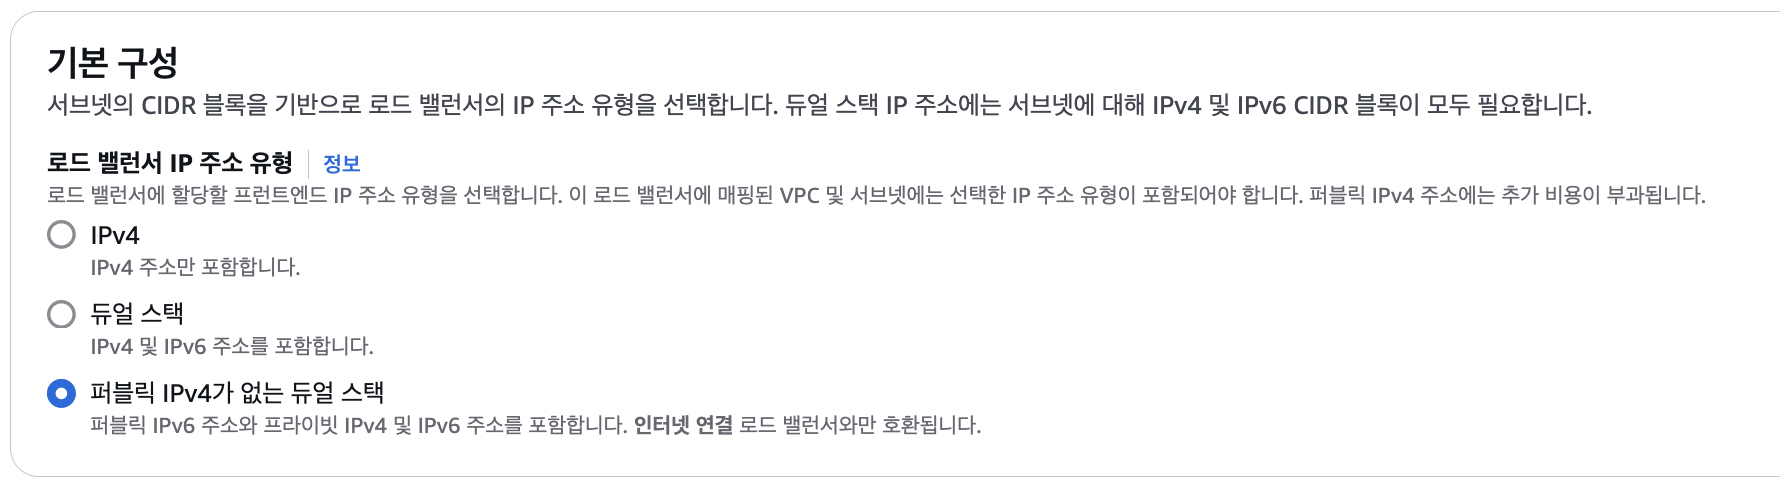 기본 구성
서브넷의 CIDR 블록을 기반으로 로드 밸런서의 IP 주소 유형을 선택합니다. 듀얼 스택 IP 주소에는 서브넷에 대해 IPv4 및 IPv6 CIDR 블록이 모두 필요합니다.
로드 밸런서 IP 주소 유형 정보
로드 밸런서에 할당할 프런트엔드 IP 주소 유형을 선택합니다. 이 로드 밸런서에 매핑된 VPC 및 서브넷에는 선택한 IP 주소 유형이 포함되어야 합니다. 퍼블릭 IPv4 주소에는 추가 비용이 부과됩니다.
IPv4
IPv4 주소만 포함합니다.
듀얼 스택
IPv4 및 IPv6 주소를 포함합니다.
퍼블릭 IPv4가 없는 듀얼 스택
퍼블릭 IPv6 주소와 프라이빗 IPv4 및 IPv6 주소를 포함합니다. 인터넷 연결 로드 밸런서와만 호환됩니다.